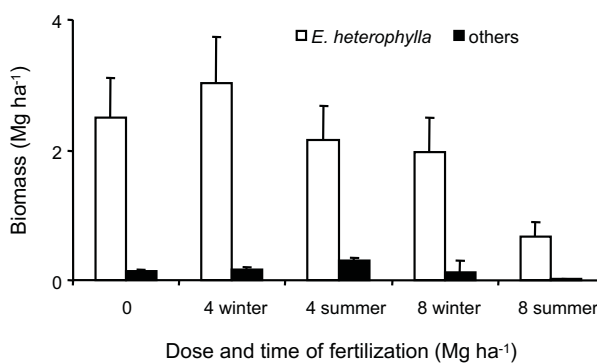 4
E. heterophylla others
2
0
Biomass (Mg ha-1)
0 4 winter 4 summer 8 winter 8 summer
Dose and time of fertilization (Mg ha-1)